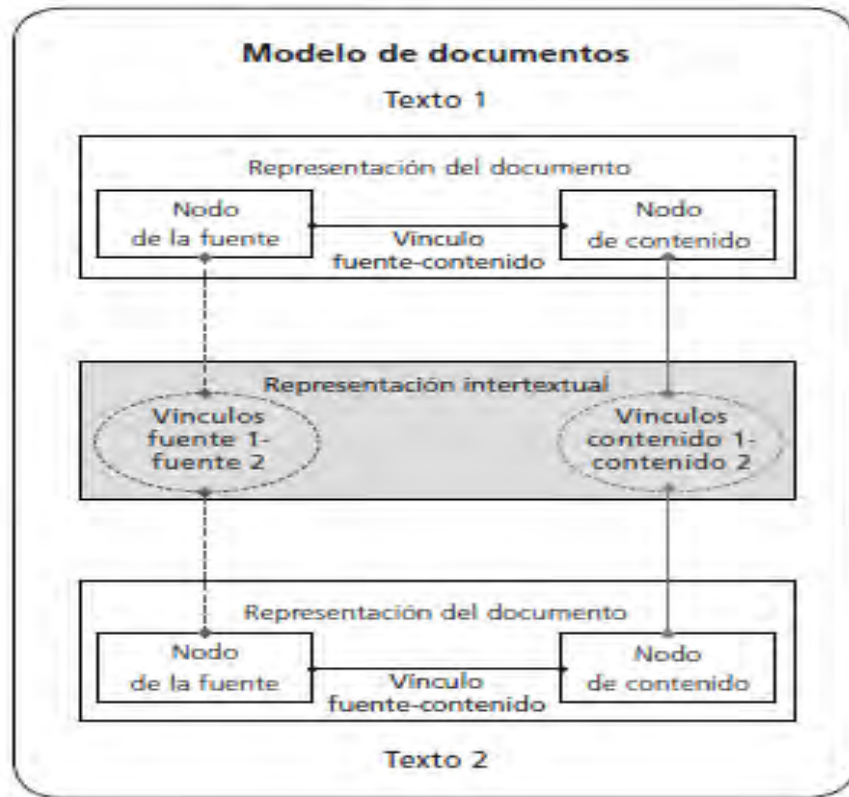 Modelo de documentos
Texto 1
Representación del documento
Nodo
de la fuente
Vínculo
fuente-contenido
Nodo
de contenido
Representación intertextual
Vínculos
fuente 1-
fuente 2
Vínculos
contenido 1-
contenido 2
Representación del documento
Nodo
de la fuente
Vínculo
fuente-contenido
Nodo
de contenido
Texto 2